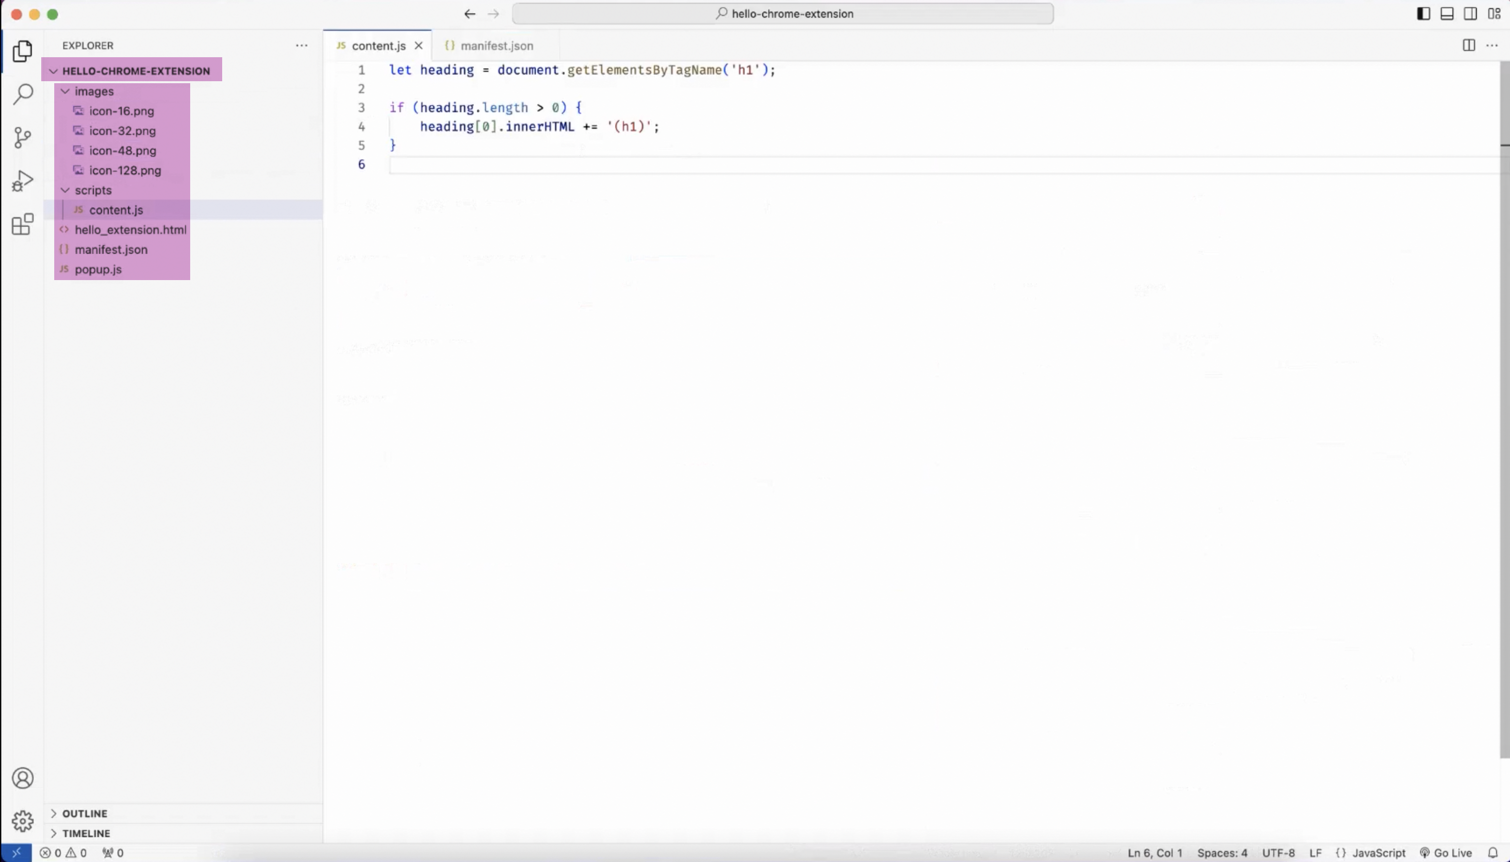 hello-chrome-extension
EXPLORER
JS content.js
{} manifest.json
HELLO-CHROME-EXTENSION
images
icon-16.png
icon-32.png
icon-48.png
icon-128.png
scripts
JS content.js
<> hello_extension.html
{} manifest.json
JS popup.js
1 let heading = document.getElementsByTagName('h1');
2
3 if (heading.length > 0) {
4 heading[0].innerHTML += '(h1)';
5 }
6
OUTLINE
TIMELINE
0 0 0
Ln 6, Col 1 Spaces: 4 UTF-8 LF {} JavaScript Go Live